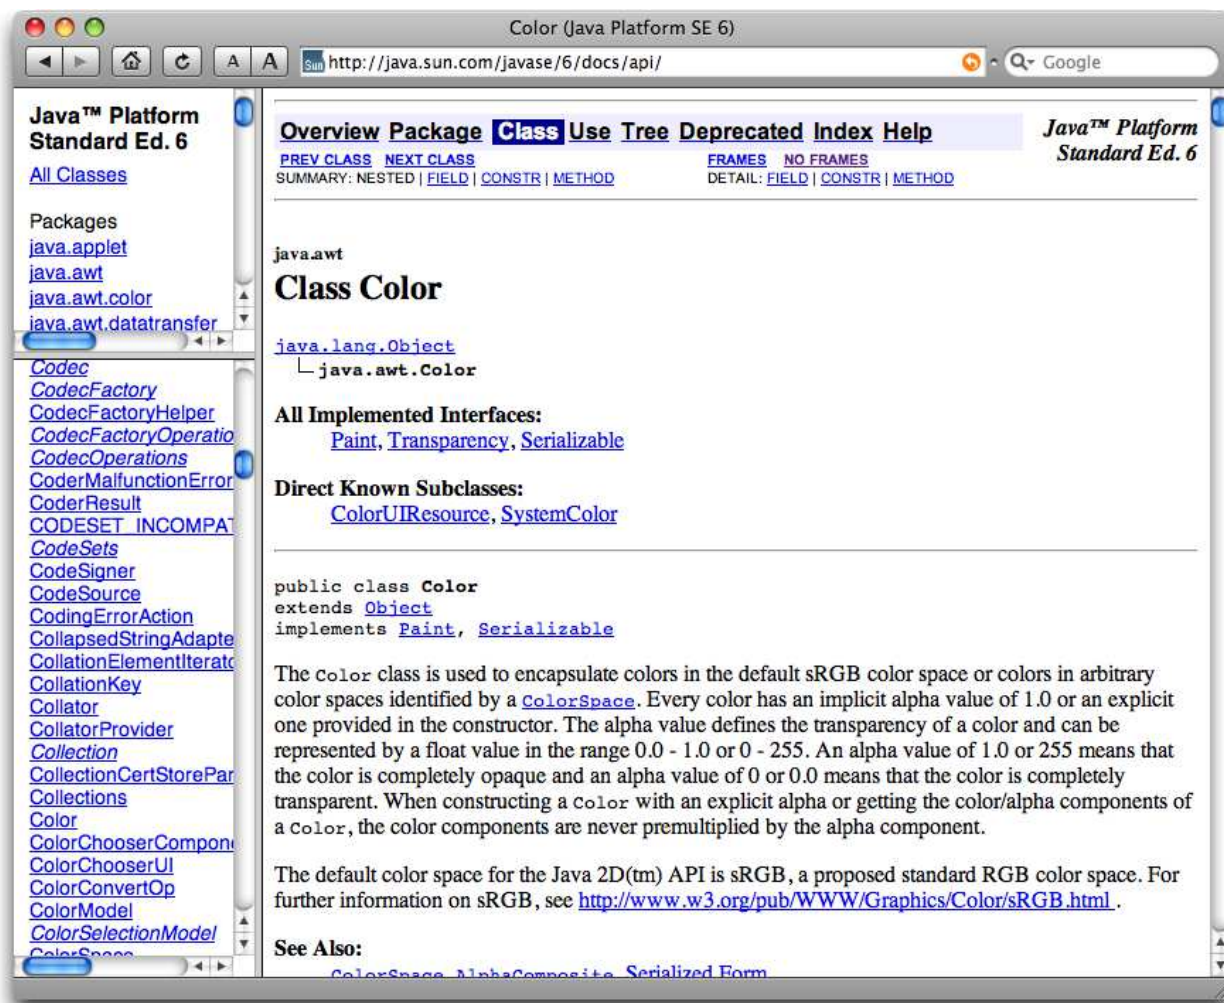 Color (Java Platform SE 6)
A A http://java.sun.com/javase/6/docs/api/ Google
Java™ Platform
Standard Ed. 6
All Classes
Packages
java.applet
java.awt
java.awt.color
java.awt.datatransfer
Codec
CodecFactory
CodecFactoryHelper
CodecFactoryOperatio
CodecOperations
CoderMalfunctionError
CoderResult
CODESET_INCOMPAT
CodeSets
CodeSigner
CodeSource
CodingErrorAction
CollapsedStringAdapte
CollationElementIterato
CollationKey
Collator
CollatorProvider
Collection
CollectionCertStorePar
Collections
Color
ColorChooserCompone
ColorChooserUI
ColorConvertOp
ColorModel
ColorSelectionModel
ColorSpace
Overview Package Class Use Tree Deprecated Index Help
Java™ Platform
Standard Ed. 6
PREV CLASS NEXT CLASS FRAMES NO FRAMES
SUMMARY: NESTED | FIELD | CONSTR | METHOD DETAIL: FIELD | CONSTR | METHOD
java.awt
Class Color
java.lang.Object
java.awt.Color
All Implemented Interfaces:
Paint, Transparency, Serializable
Direct Known Subclasses:
ColorUIResource, SystemColor
public class Color
extends Object
implements Paint, Serializable
The Color class is used to encapsulate colors in the default sRGB color space or colors in arbitrary
color spaces identified by a ColorSpace. Every color has an implicit alpha value of 1.0 or an explicit
one provided in the constructor. The alpha value defines the transparency of a color and can be
represented by a float value in the range 0.0 - 1.0 or 0 - 255. An alpha value of 1.0 or 255 means that
the color is completely opaque and an alpha value of 0 or 0.0 means that the color is completely
transparent. When constructing a Color with an explicit alpha or getting the color/alpha components of
a Color, the color components are never premultiplied by the alpha component.
The default color space for the Java 2D(tm) API is sRGB, a proposed standard RGB color space. For
further information on sRGB, see http://www.w3.org/pub/WWW/Graphics/Color/sRGB.html .
See Also:
ColorSpace, AlphaComposite, Serialized Form